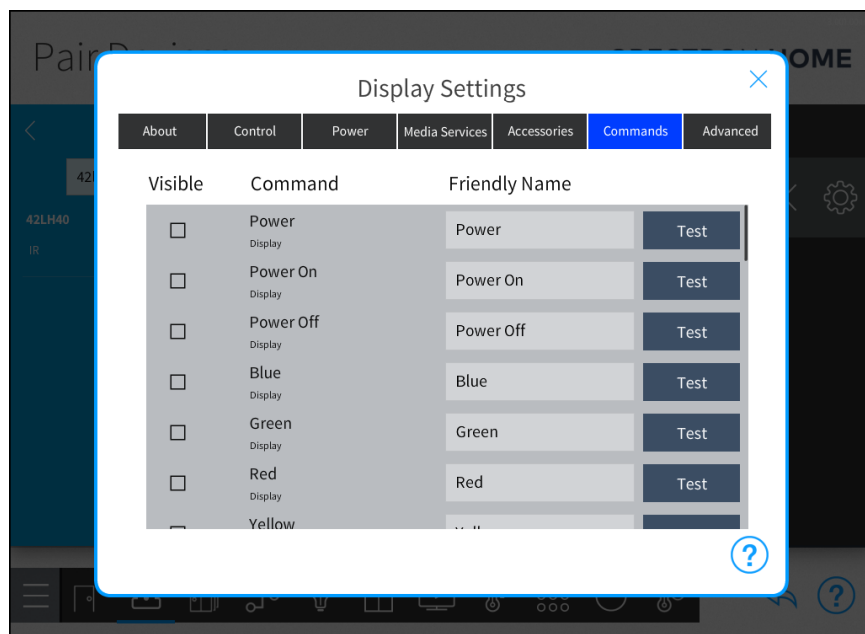 Pair
OME
Display Settings
About Control Power Media Services Accessories Commands Advanced
Visible Command Friendly Name
42LH40
IR
Power
Display
Power
Test
Power On
Display
Power On
Test
Power Off
Display
Power Off
Test
Blue
Display
Blue
Test
Green
Display
Green
Test
Red
Display
Red
Test
Yellow
?
?